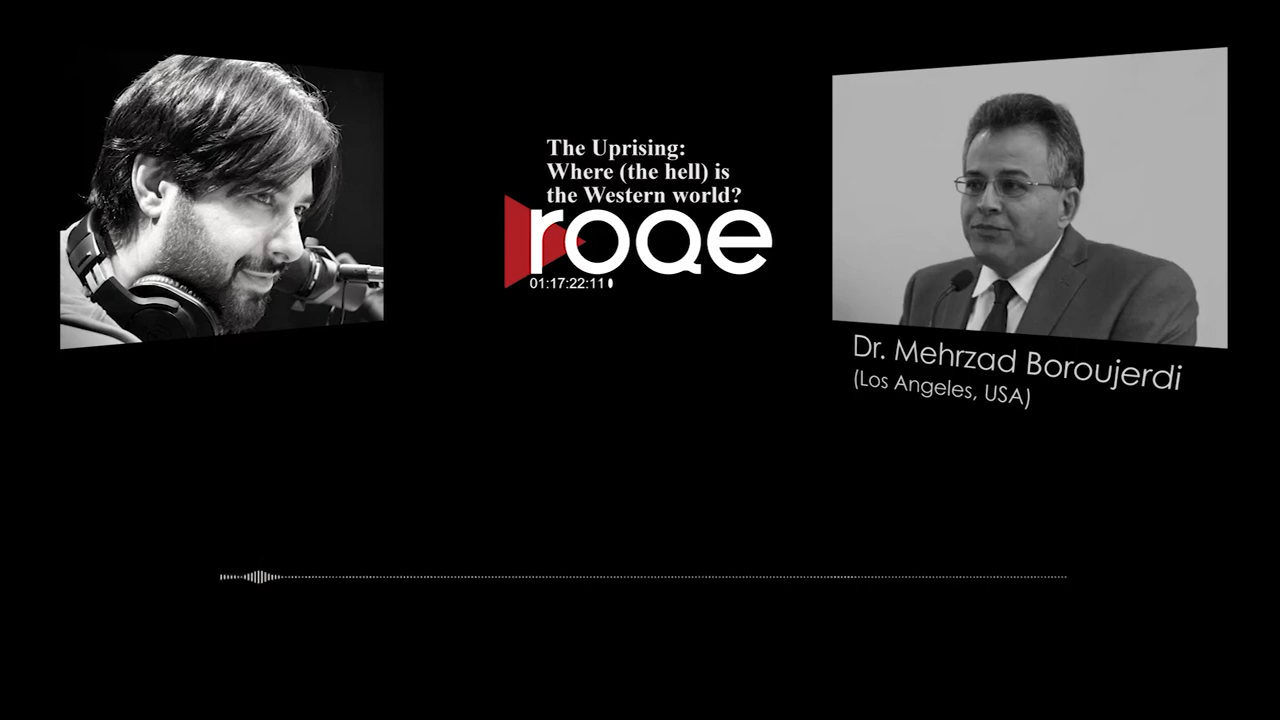 The Uprising:
Where (the hell) is
the Western world?
roqe
01:17:22:11
Dr. Mehrzad Boroujerdi
(Los Angeles, USA)